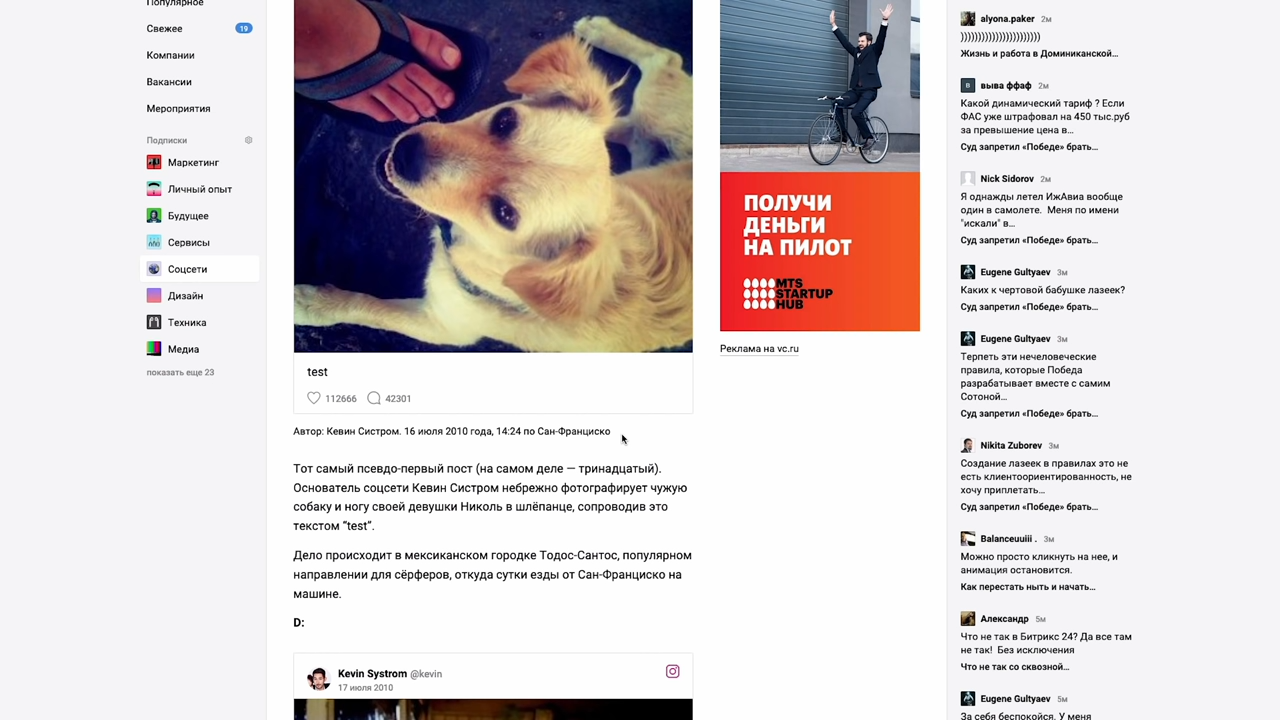 Популярное
Свежее 19
Компании
Вакансии
Мероприятия
Подписки
Маркетинг
Личный опыт
Будущее
Сервисы
Соцсети
Дизайн
Техника
Медиа
показать еще 23
test
112666 42301
Автор: Кевин Систром. 16 июля 2010 года, 14:24 по Сан-Франциско
Тот самый псевдо-первый пост (на самом деле — тринадцатый).
Основатель соцсети Кевин Систром небрежно фотографирует чужую
собаку и ногу своей девушки Николь в шлёпанце, сопроводив это
текстом “test”.
Дело происходит в мексиканском городке Тодос-Сантос, популярном
направлении для сёрферов, откуда сутки езды от Сан-Франциско на
машине.
D:
Kevin Systrom @kevin
17 июля 2010
ПОЛУЧИ
ДЕНЬГИ
НА ПИЛОТ
MTS
STARTUP
HUB
Реклама на vc.ru
alyona.paker 2м
))))))))))))))))))))))
Жизнь и работа в Доминиканской...
В выва ффаф 2м
Какой динамический тариф ? Если
ФАС уже штрафовал на 450 тыс.руб
за превышение цена в...
Суд запретил «Победе» брать...
Nick Sidorov 2м
Я однажды летел ИжАвиа вообще
один в самолете. Меня по имени
"искали" в...
Суд запретил «Победе» брать...
Eugene Gultyaev 3м
Каких к чертовой бабушке лазеек?
Суд запретил «Победе» брать...
Eugene Gultyaev 3м
Терпеть эти нечеловеческие
правила, которые Победа
разрабатывает вместе с самим
Сотоной...
Суд запретил «Победе» брать...
Nikita Zuborev 3м
Создание лазеек в правилах это не
есть клиентоориентированность, не
хочу приплетать...
Суд запретил «Победе» брать...
Balanceuuiii . 3м
Можно просто кликнуть на нее, и
анимация остановится.
Как перестать ныть и начать...
Александр 5м
Что не так в Битрикс 24? Да все там
не так! Без исключения
Что не так со сквозной...
Eugene Gultyaev 5м
За себя беспокойся. У меня